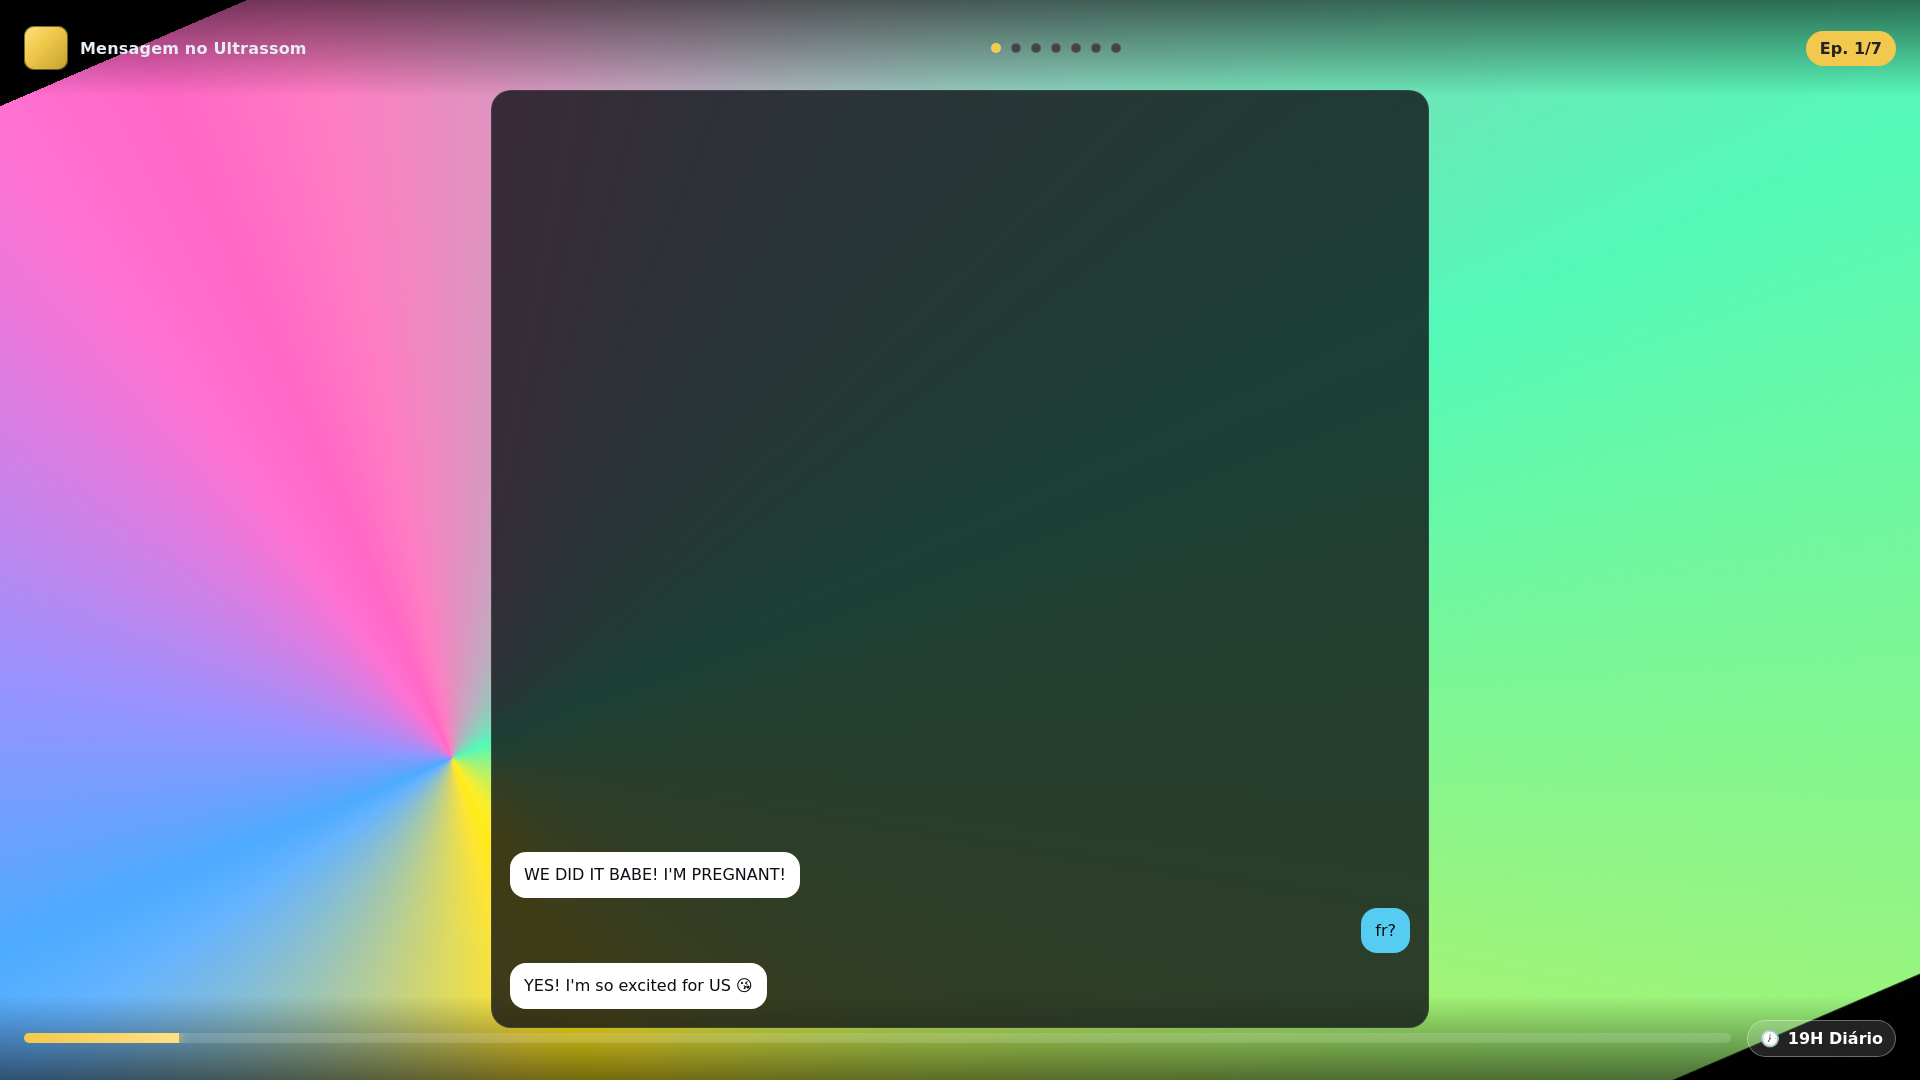 Mensagem no Ultrassom
Ep. 1/7
WE DID IT BABE! I'M PREGNANT!
fr?
YES! I'm so excited for US 😘
🕖 19H Diário